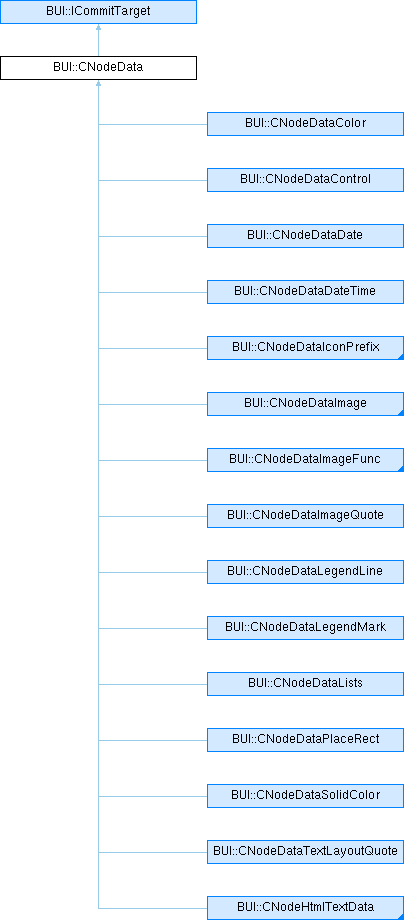 BUI::ICommitTarget
BUI::CNodeData
BUI::CNodeDataColor
BUI::CNodeDataControl
BUI::CNodeDataDate
BUI::CNodeDataDateTime
BUI::CNodeDataIconPrefix
BUI::CNodeDataImage
BUI::CNodeDataImageFunc
BUI::CNodeDataImageQuote
BUI::CNodeDataLegendLine
BUI::CNodeDataLegendMark
BUI::CNodeDataLists
BUI::CNodeDataPlaceRect
BUI::CNodeDataSolidColor
BUI::CNodeDataTextLayoutQuote
BUI::CNodeHtmlTextData